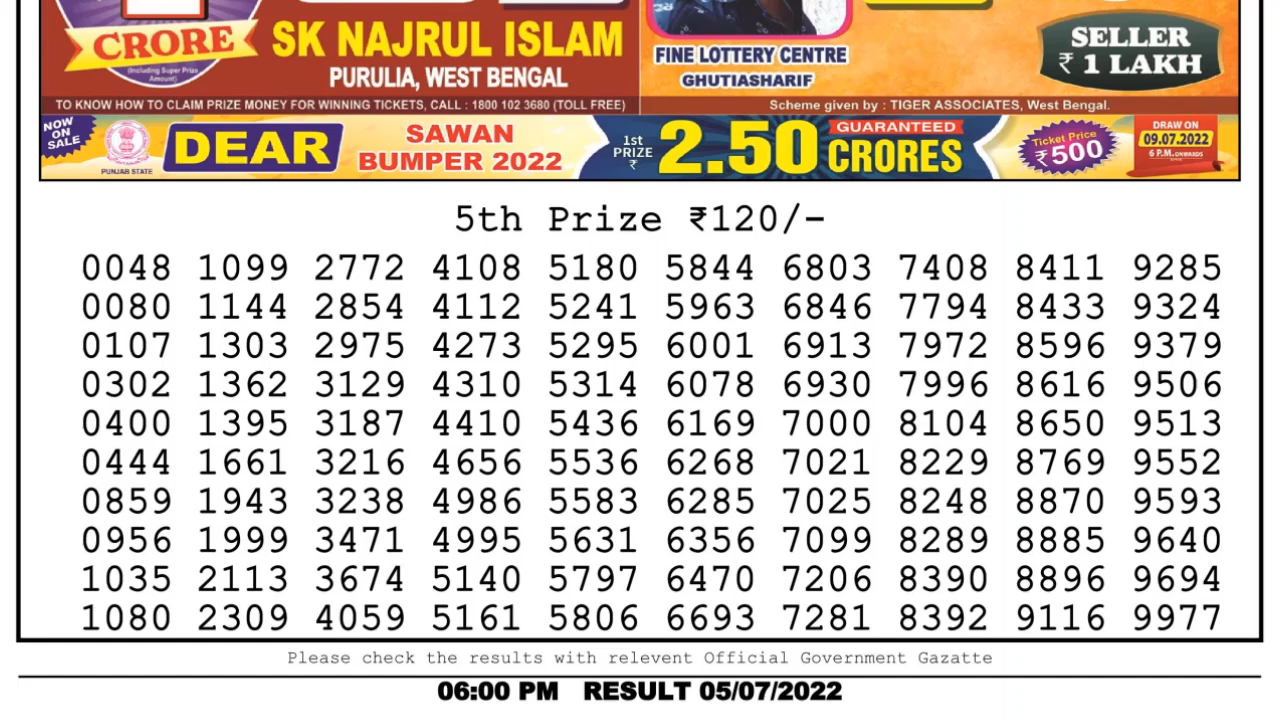 CRORE
(Including Super Prize
Amount)
SK NAJRUL ISLAM
PURULIA, WEST BENGAL
FINE LOTTERY CENTRE
GHUTIASHARIF
SELLER
₹ 1 LAKH
TO KNOW HOW TO CLAIM PRIZE MONEY FOR WINNING TICKETS, CALL : 1800 102 3680 (TOLL FREE)
Scheme given by : TIGER ASSOCIATES, West Bengal.
NOW
ON
SALE
PUNJAB STATE
DEAR
SAWAN
BUMPER 2022
1st
PRIZE
₹
2.50
GUARANTEED
CRORES
Ticket Price
₹500
DRAW ON
09.07.2022
6 P.M. ONWARDS
5th Prize ₹120/-
0048 1099 2772 4108 5180 5844 6803 7408 8411 9285
0080 1144 2854 4112 5241 5963 6846 7794 8433 9324
0107 1303 2975 4273 5295 6001 6913 7972 8596 9379
0302 1362 3129 4310 5314 6078 6930 7996 8616 9506
0400 1395 3187 4410 5436 6169 7000 8104 8650 9513
0444 1661 3216 4656 5536 6268 7021 8229 8769 9552
0859 1943 3238 4986 5583 6285 7025 8248 8870 9593
0956 1999 3471 4995 5631 6356 7099 8289 8885 9640
1035 2113 3674 5140 5797 6470 7206 8390 8896 9694
1080 2309 4059 5161 5806 6693 7281 8392 9116 9977
Please check the results with relevent Official Government Gazatte
06:00 PM RESULT 05/07/2022